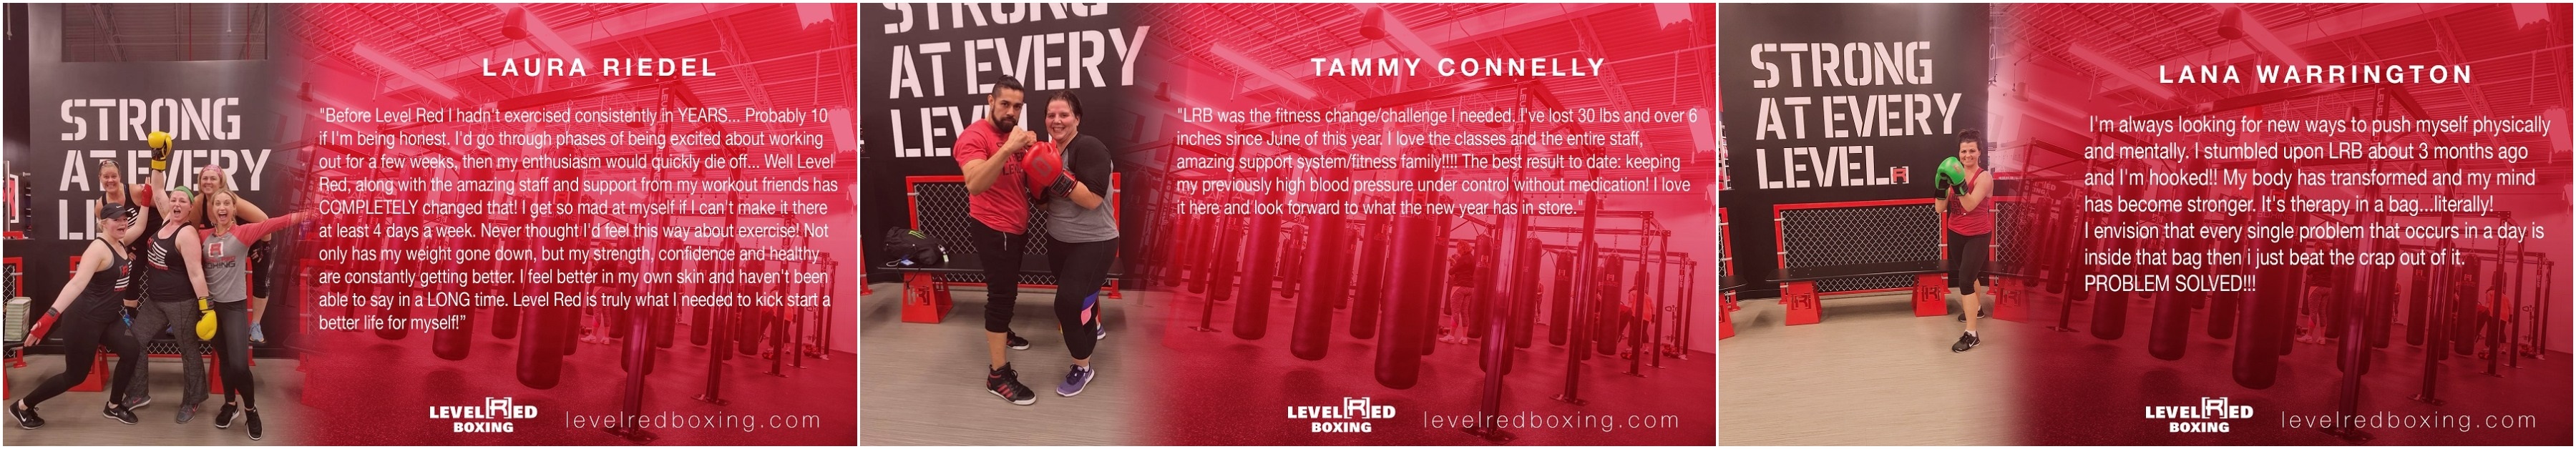 STRONG
AT EVERY
LE
LAURA RIEDEL
"Before Level Red I hadn't exercised consistently in YEARS... Probably 10
if I'm being honest. I'd go through phases of being excited about working
out for a few weeks, then my enthusiasm would quickly die off... Well Level
Red, along with the amazing staff and support from my workout friends has
COMPLETELY changed that! I get so mad at myself if I can't make it there
at least 4 days a week. Never thought I'd feel this way about exercise! Not
only has my weight gone down, but my strength, confidence and healthy
are constantly getting better. I feel better in my own skin and haven't been
able to say in a LONG time. Level Red is truly what I needed to kick start a
better life for myself!”
LEVEL[R]ED
BOXING
levelredboxing.com
STRONG
AT EVERY
LEV
TAMMY CONNELLY
"LRB was the fitness change/challenge I needed. I've lost 30 lbs and over 6
inches since June of this year. I love the classes and the entire staff,
amazing support system/fitness family!!!! The best result to date: keeping
my previously high blood pressure under control without medication! I love
it here and look forward to what the new year has in store."
LEVEL[R]ED
BOXING
levelredboxing.com
STRONG
AT EVERY
LEVEL.
LANA WARRINGTON
I'm always looking for new ways to push myself physically
and mentally. I stumbled upon LRB about 3 months ago
and I'm hooked!! My body has transformed and my mind
has become stronger. It's therapy in a bag...literally!
I envision that every single problem that occurs in a day is
inside that bag then i just beat the crap out of it.
PROBLEM SOLVED!!!
LEVEL[R]ED
BOXING
levelredboxing.com